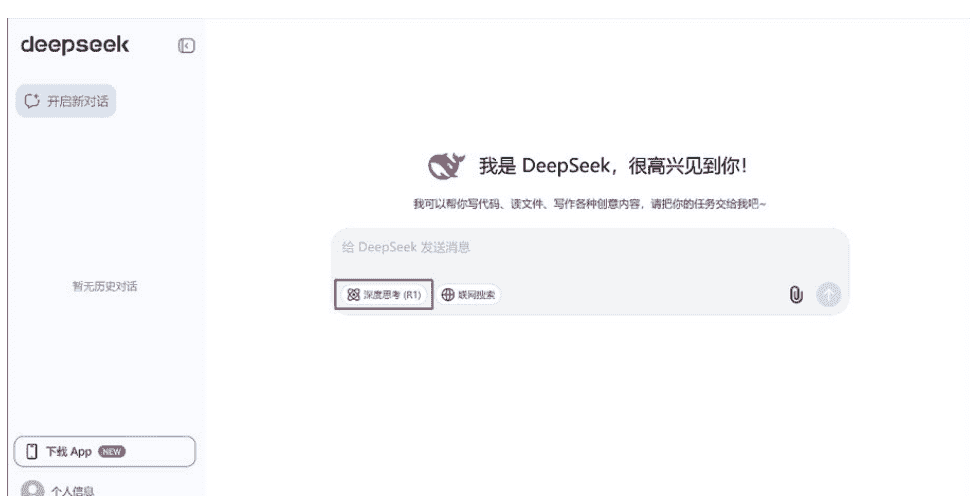 deepseek
开启新对话
我是 DeepSeek，很高兴见到你！
我可以帮你写代码、读文件、写作各种创意内容，请把你的任务交给我吧~
给 DeepSeek 发送消息
深度思考 (R1) 联网搜索
暂无历史对话
下载 App NEW
个人信息